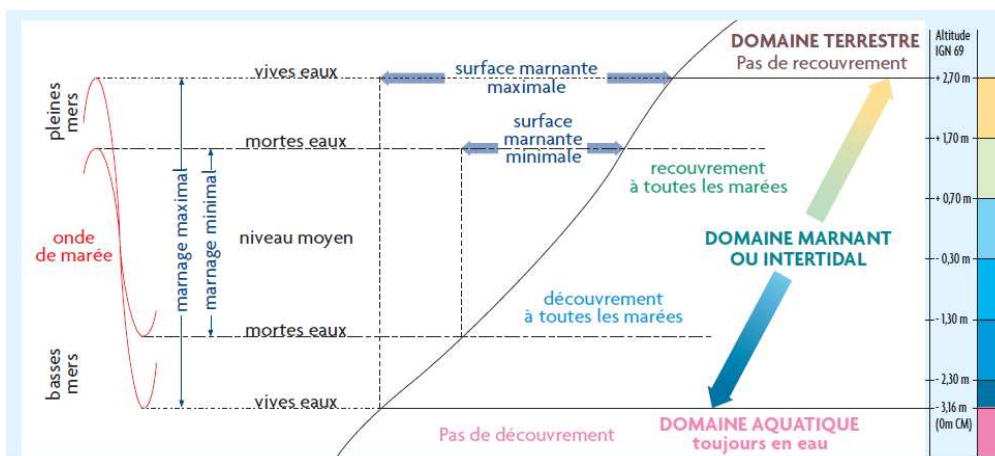 DOMAINE TERRESTRE
Pas de recouvrement
Altitude
IGN 69
vives eaux
surface marnante
maximale
+ 2,70 m
pleines
mers
mortes eaux
surface
marnante
minimale
+ 1,70 m
recouvrement
à toutes les marées
+ 0,70 m
onde
de marée
marnage maximal
marnage minimal
niveau moyen
DOMAINE MARNANT
OU INTERTIDAL
- 0,30 m
découvrement
à toutes les marées
- 1,30 m
mortes eaux
basses
mers
- 2,30 m
vives eaux
- 3,16 m
(0m CM)
Pas de découvrement
DOMAINE AQUATIQUE
toujours en eau